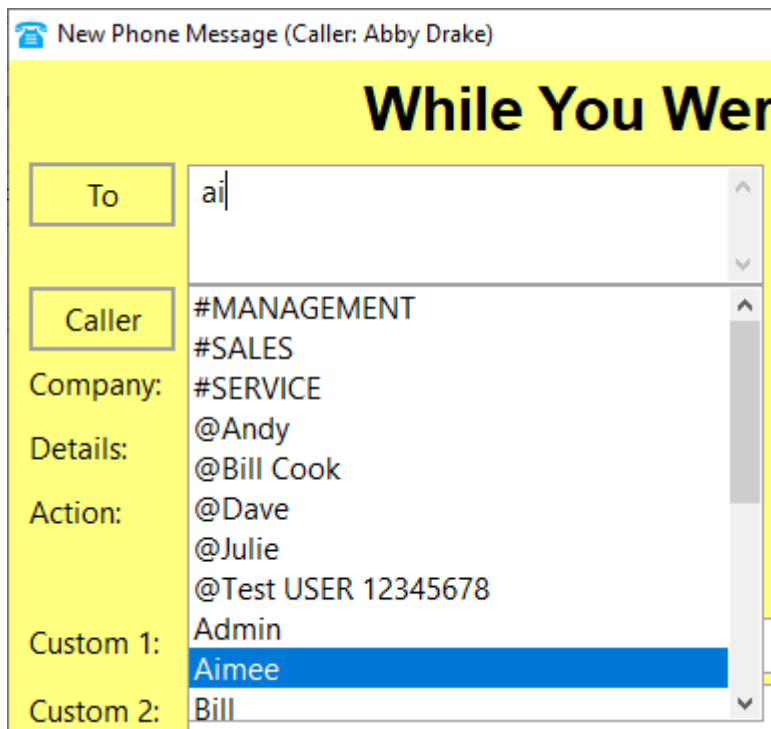 New Phone Message (Caller: Abby Drake)
While You Wer
To
ai
Caller
#MANAGEMENT
#SALES
#SERVICE
@Andy
@Bill Cook
@Dave
@Julie
@Test USER 12345678
Admin
Aimee
Bill
Company:
Details:
Action:
Custom 1:
Custom 2: